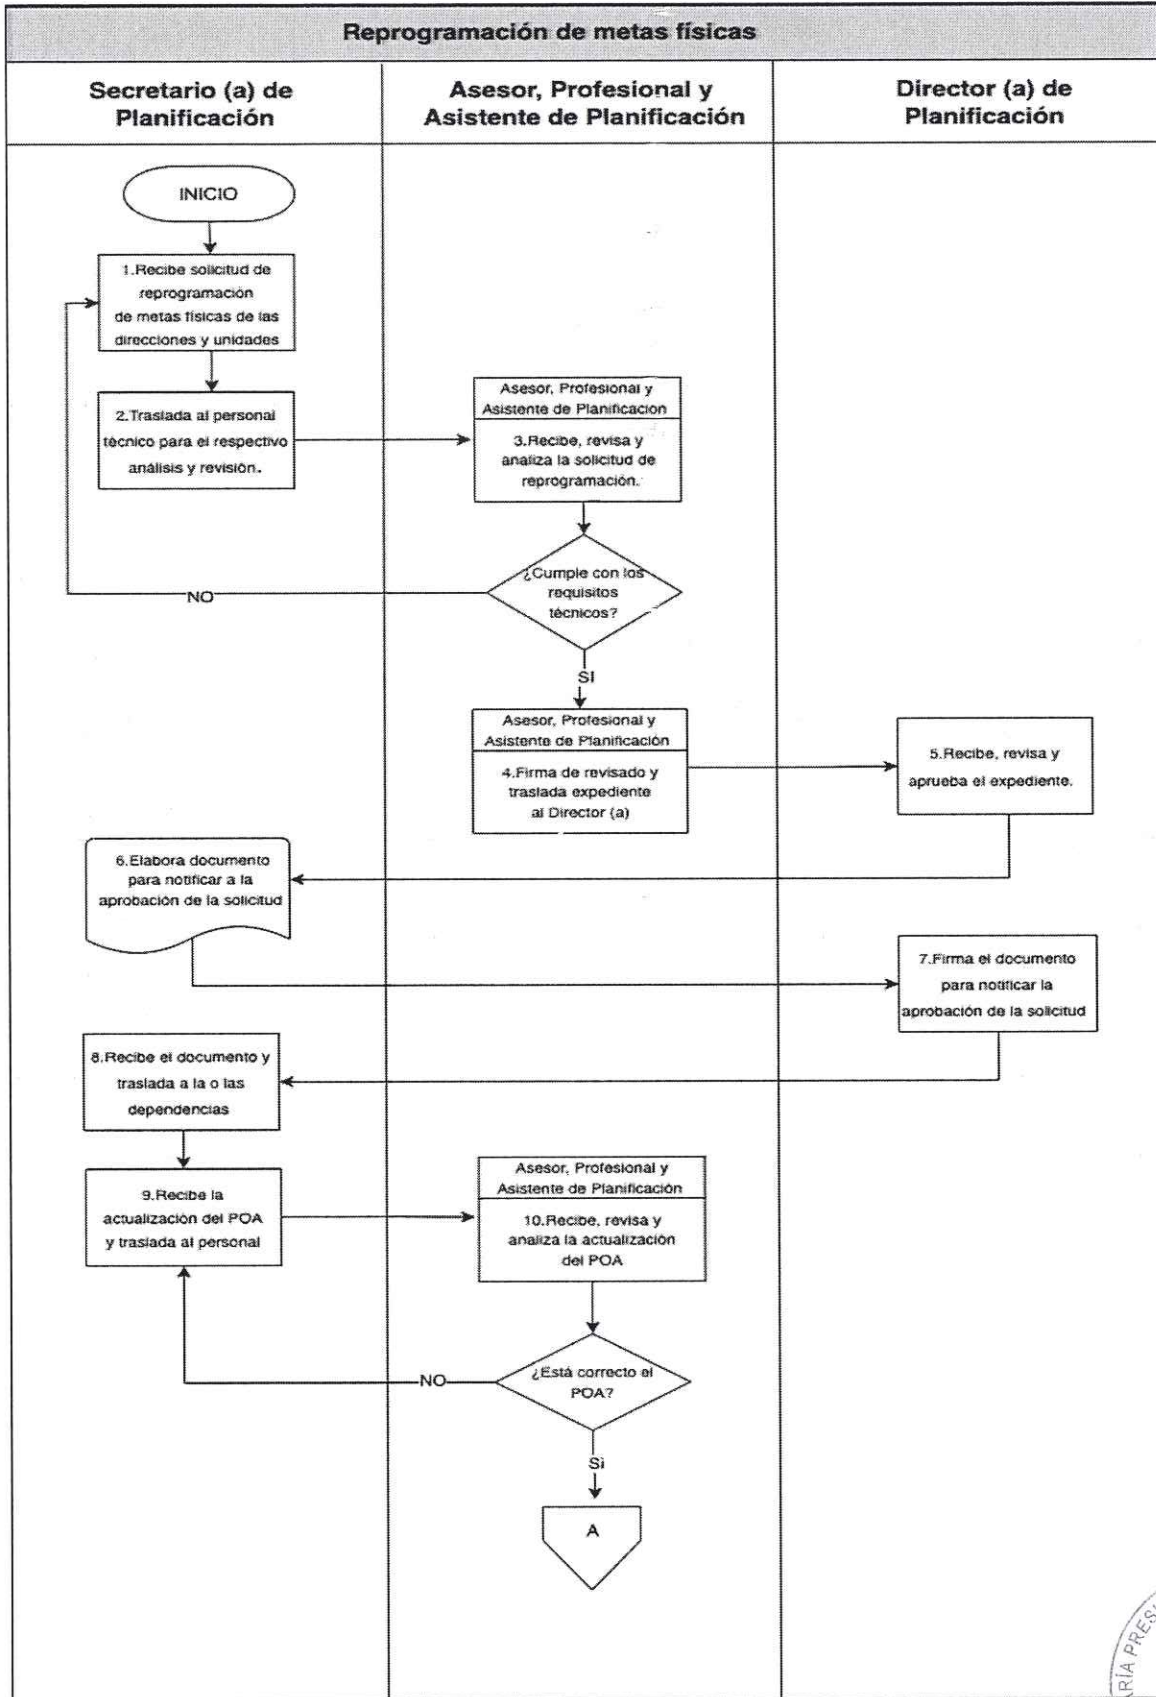 Reprogramación de metas físicas
Secretario (a) de
Planificación
Asesor, Profesional y
Asistente de Planificación
Director (a) de
Planificación
INICIO
1.Recibe solicitud de
reprogramación
de metas físicas de las
direcciones y unidades
2.Traslada al personal
técnico para el respectivo
análisis y revisión.
Asesor, Profesional y
Asistente de Planificacion
3.Recibe, revisa y
analiza la solicitud de
reprogramación.
¿Cumple con los
requisitos
técnicos?
NO
SI
Asesor, Profesional y
Asistente de Planificación
4.Firma de revisado y
traslada expediente
al Director (a)
5.Recibe, revisa y
aprueba el expediente.
6.Elabora documento
para notificar a la
aprobación de la solicitud
7.Firma el documento
para notificar la
aprobación de la solicitud
8.Recibe el documento y
traslada a la o las
dependencias
9.Recibe la
actualización del POA
y traslada al personal
Asesor, Profesional y
Asistente de Planificación
10.Recibe, revisa y
analiza la actualización
del POA
¿Está correcto el
POA?
NO
Sì
A
ARÍA PRES